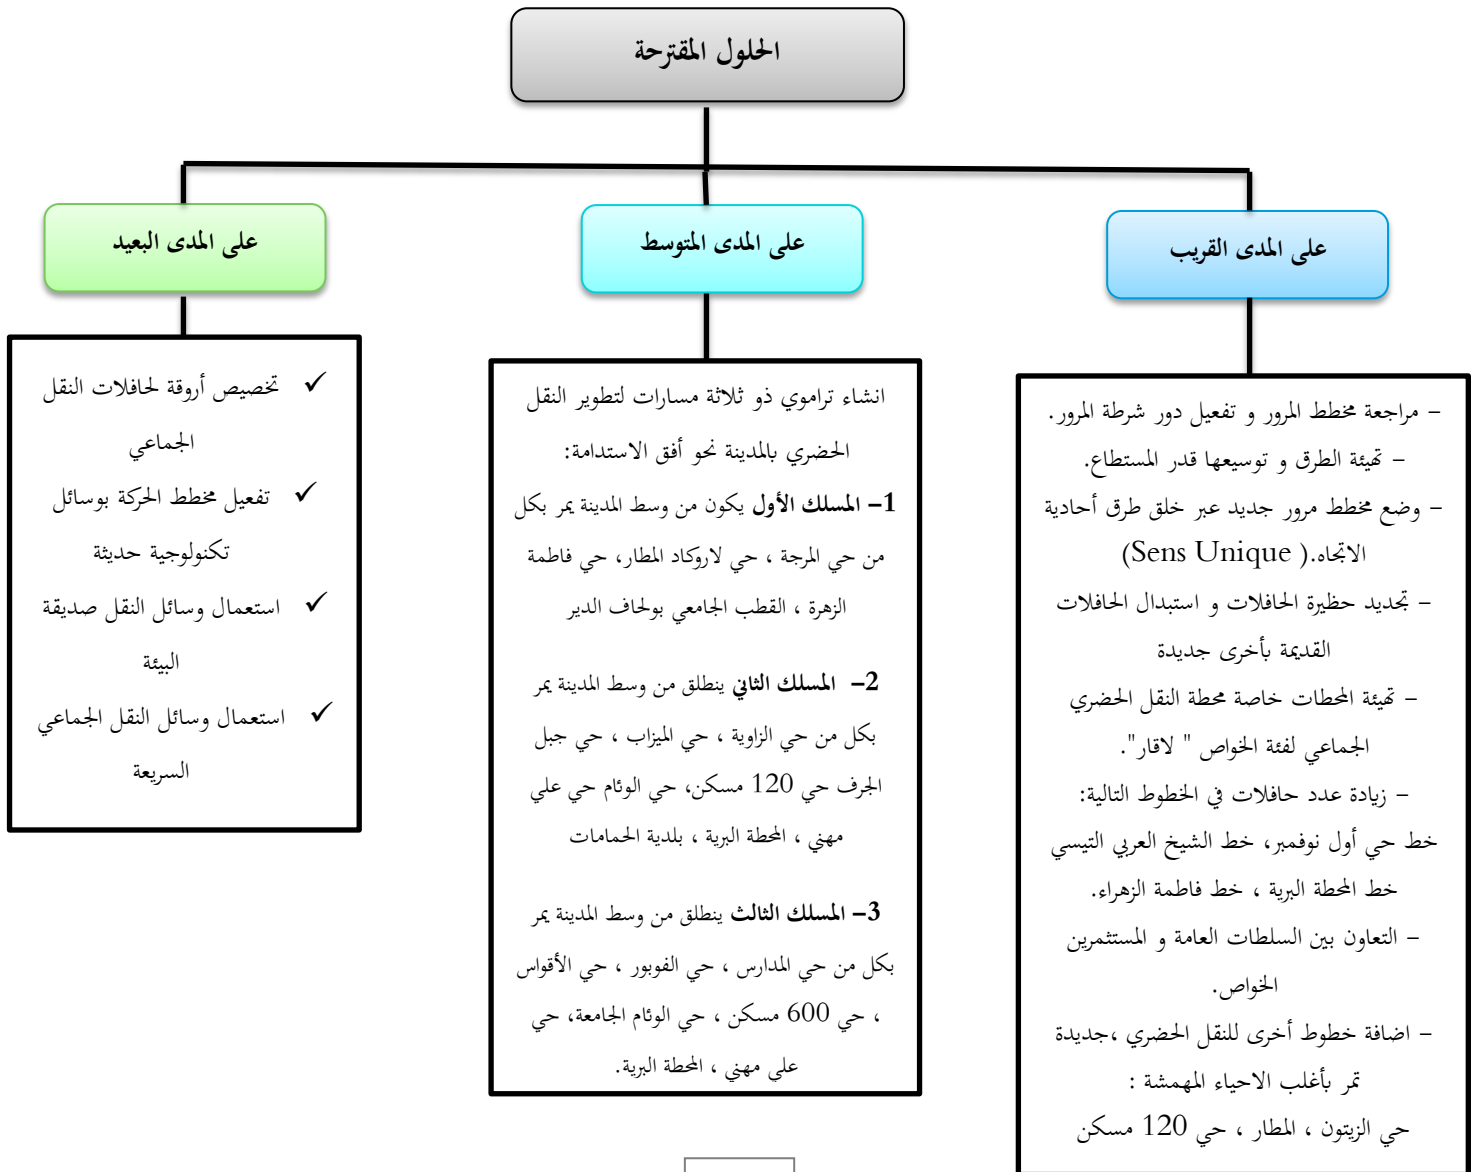 الحلول المقترحة
على المدى القريب
على المدى المتوسط
على المدى البعيد
– مراجعة مخطط المرور و تفعيل دور شرطة المرور.
– تهيئة الطرق و توسيعها قدر المستطاع.
– وضع مخطط مرور جديد عبر خلق طرق أحادية
الاتجاه.( Sens Unique)
– تجديد حظيرة الحافلات و استبدال الحافلات
القديمة بأخرى جديدة
– تهيئة المحطات خاصة محطة النقل الحضري
الجماعي لفئة الخواص " لاقار".
– زيادة عدد حافلات في الخطوط التالية:
خط حي أول نوفمبر، خط الشيخ العربي التيسي
خط المحطة البرية ، خط فاطمة الزهراء.
– التعاون بين السلطات العامة و المستثمرين
الخواص.
– اضافة خطوط أخرى للنقل الحضري ،جديدة
تمر بأغلب الاحياء المهمشة :
حي الزيتون ، المطار ، حي 120 مسكن
انشاء تراموي ذو ثلاثة مسارات لتطوير النقل
الحضري بالمدينة نحو أفق الاستدامة:
1– المسلك الأول يكون من وسط المدينة يمر بكل
من حي المرجة ، حي لاروكاد المطار، حي فاطمة
الزهرة ، القطب الجامعي بولحاف الدير
2– المسلك الثاني ينطلق من وسط المدينة يمر
بكل من حي الزاوية ، حي الميزاب ، حي جبل
الجرف حي 120 مسكن، حي الوئام حي علي
مهني ، المحطة البرية ، بلدية الحمامات
3– المسلك الثالث ينطلق من وسط المدينة يمر
بكل من حي المدارس ، حي الفوبور ، حي الأقواس
، حي 600 مسكن ، حي الوئام الجامعة، حي
علي مهني ، المحطة البرية.
✓ تخصيص أروقة لحافلات النقل
الجماعي
✓ تفعيل مخطط الحركة بوسائل
تكنولوجية حديثة
✓ استعمال وسائل النقل صديقة
البيئة
✓ استعمال وسائل النقل الجماعي
السريعة